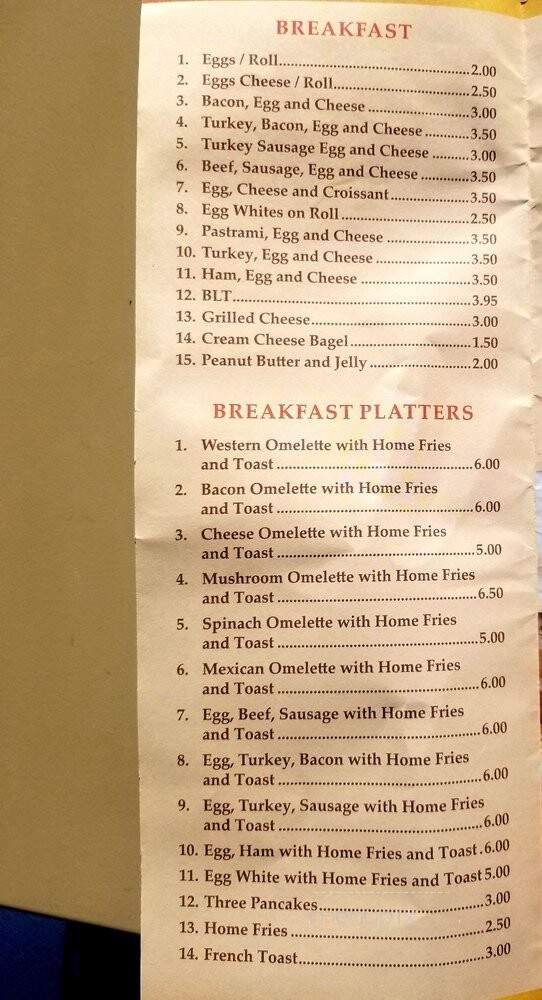 BREAKFAST
1. Eggs / Roll..........2.00
2. Eggs Cheese / Roll..........2.50
3. Bacon, Egg and Cheese ..........3.00
4. Turkey, Bacon, Egg and Cheese ..........3.50
5. Turkey Sausage Egg and Cheese ..........3.00
6. Beef, Sausage, Egg and Cheese ..........3.50
7. Egg, Cheese and Croissant..........3.50
8. Egg Whites on Roll..........2.50
9. Pastrami, Egg and Cheese ..........3.50
10. Turkey, Egg and Cheese ..........3.50
11. Ham, Egg and Cheese ..........3.50
12. BLT..........3.95
13. Grilled Cheese..........3.00
14. Cream Cheese Bagel..........1.50
15. Peanut Butter and Jelly ..........2.00
BREAKFAST PLATTERS
1. Western Omelette with Home Fries
and Toast ..........6.00
2. Bacon Omelette with Home Fries
and Toast ..........6.00
3. Cheese Omelette with Home Fries
and Toast ..........5.00
4. Mushroom Omelette with Home Fries
and Toast ..........6.50
5. Spinach Omelette with Home Fries
and Toast ..........5.00
6. Mexican Omelette with Home Fries
and Toast ..........6.00
7. Egg, Beef, Sausage with Home Fries
and Toast ..........6.00
8. Egg, Turkey, Bacon with Home Fries
and Toast ..........6.00
9. Egg, Turkey, Sausage with Home Fries
and Toast ..........6.00
10. Egg, Ham with Home Fries and Toast.6.00
11. Egg White with Home Fries and Toast 5.00
12. Three Pancakes..........3.00
13. Home Fries ..........2.50
14. French Toast..........3.00